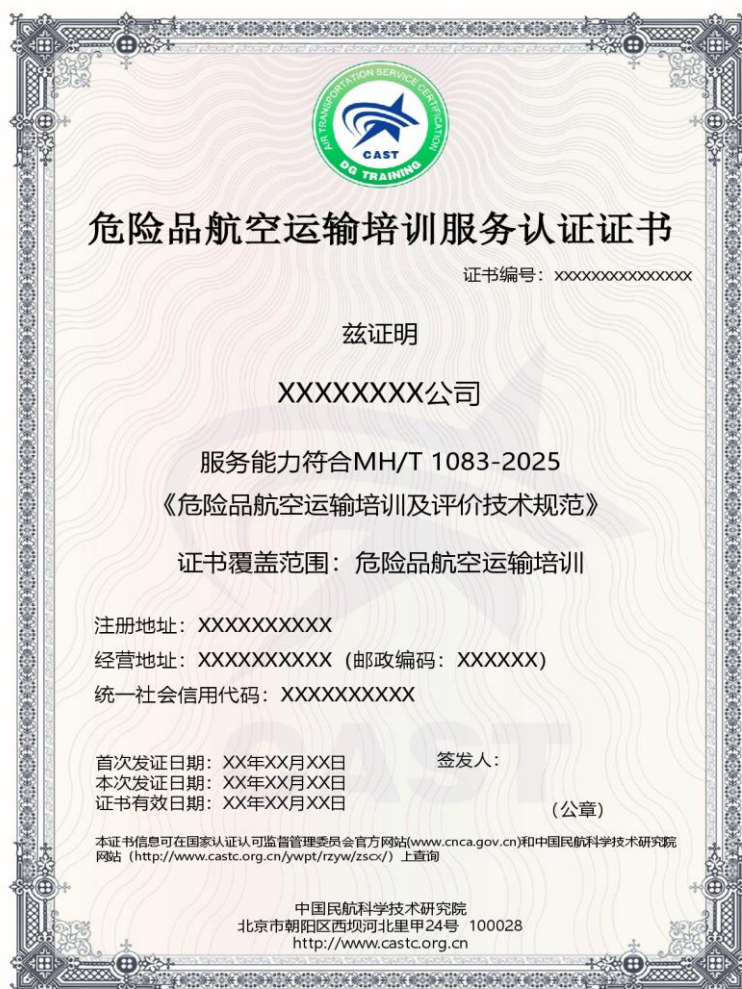 AIR TRANSPORTATION SERVICE CERTIFICATION
CAST
DG TRAINING
危险品航空运输培训服务认证证书
证书编号：XXXXXXXXXXXXXXX
兹证明
XXXXXXXX公司
服务能力符合MH/T 1083-2025
《危险品航空运输培训及评价技术规范》
证书覆盖范围：危险品航空运输培训
注册地址：XXXXXXXXXX
经营地址：XXXXXXXXXX（邮政编码：XXXXXX）
统一社会信用代码：XXXXXXXXXX
CAST
首次发证日期：XX年XX月XX日
签发人：
本次发证日期：XX年XX月XX日
证书有效日期：XX年XX月XX日
（公章）
本证书信息可在国家认证认可监督管理委员会官方网站(www.cnca.gov.cn)和中国民航科学技术研究院
网站（http://www.castc.org.cn/ywpt/rzyw/zscx/）上查询
中国民航科学技术研究院
北京市朝阳区西坝河北里甲24号 100028
http://www.castc.org.cn